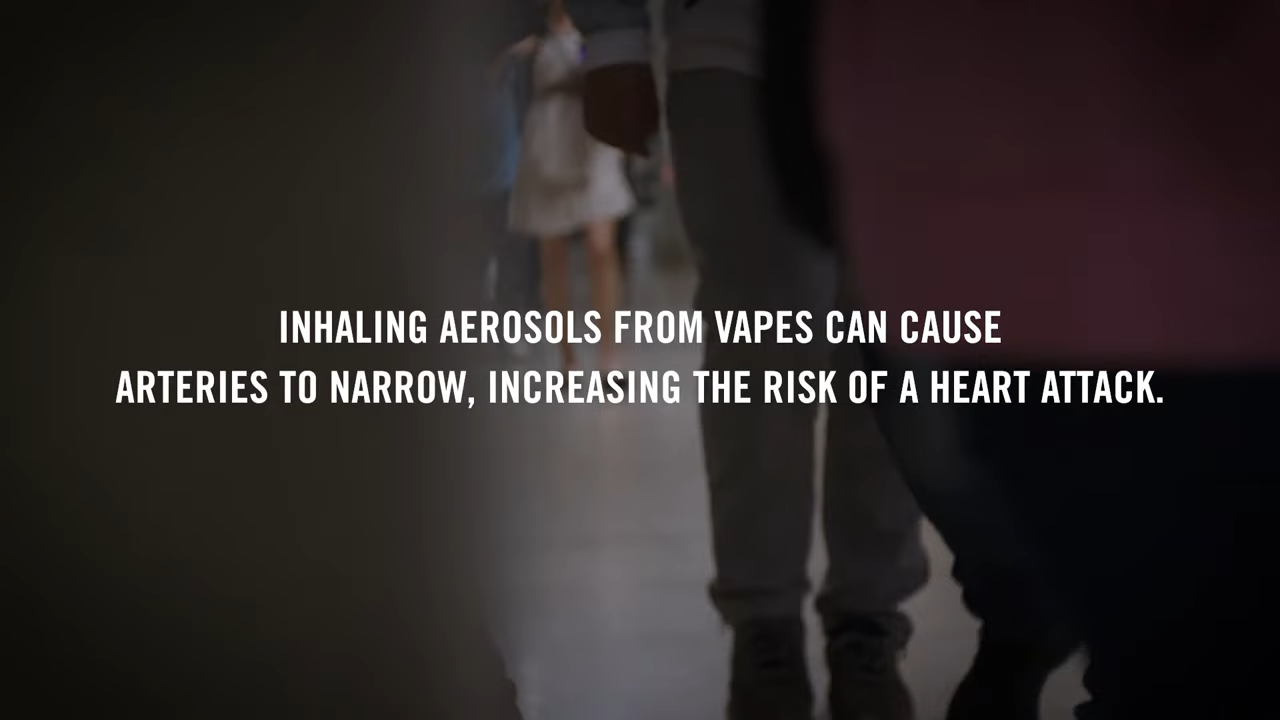 INHALING AEROSOLS FROM VAPES CAN CAUSE
ARTERIES TO NARROW, INCREASING THE RISK OF A HEART ATTACK.